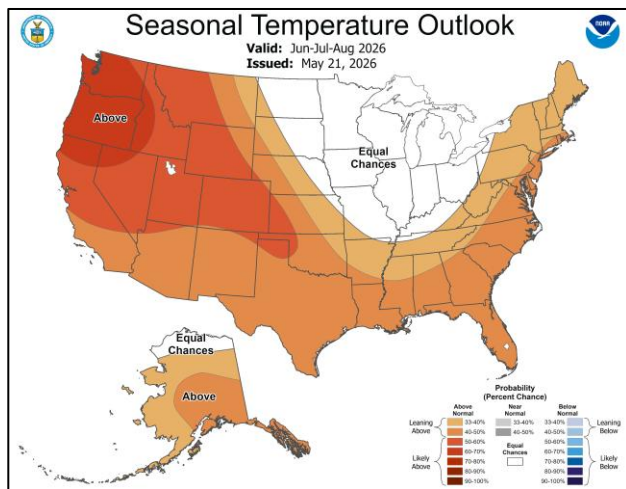 Seasonal Temperature Outlook
Valid: Jun-Jul-Aug 2026
Issued: May 21, 2026
NOAA
Above
Equal
Chances
Equal
Chances
Above
Probability
(Percent Chance)
Above
Normal
Near
Normal
Below
Normal
Leaning
Above
33-40%
33-40%
33-40%
Leaning
Below
40-50%
40-50%
40-50%
Likely
Above
50-60%
Equal
Chances
50-60%
Likely
Below
60-70%
60-70%
70-80%
70-80%
80-90%
80-90%
90-100%
90-100%